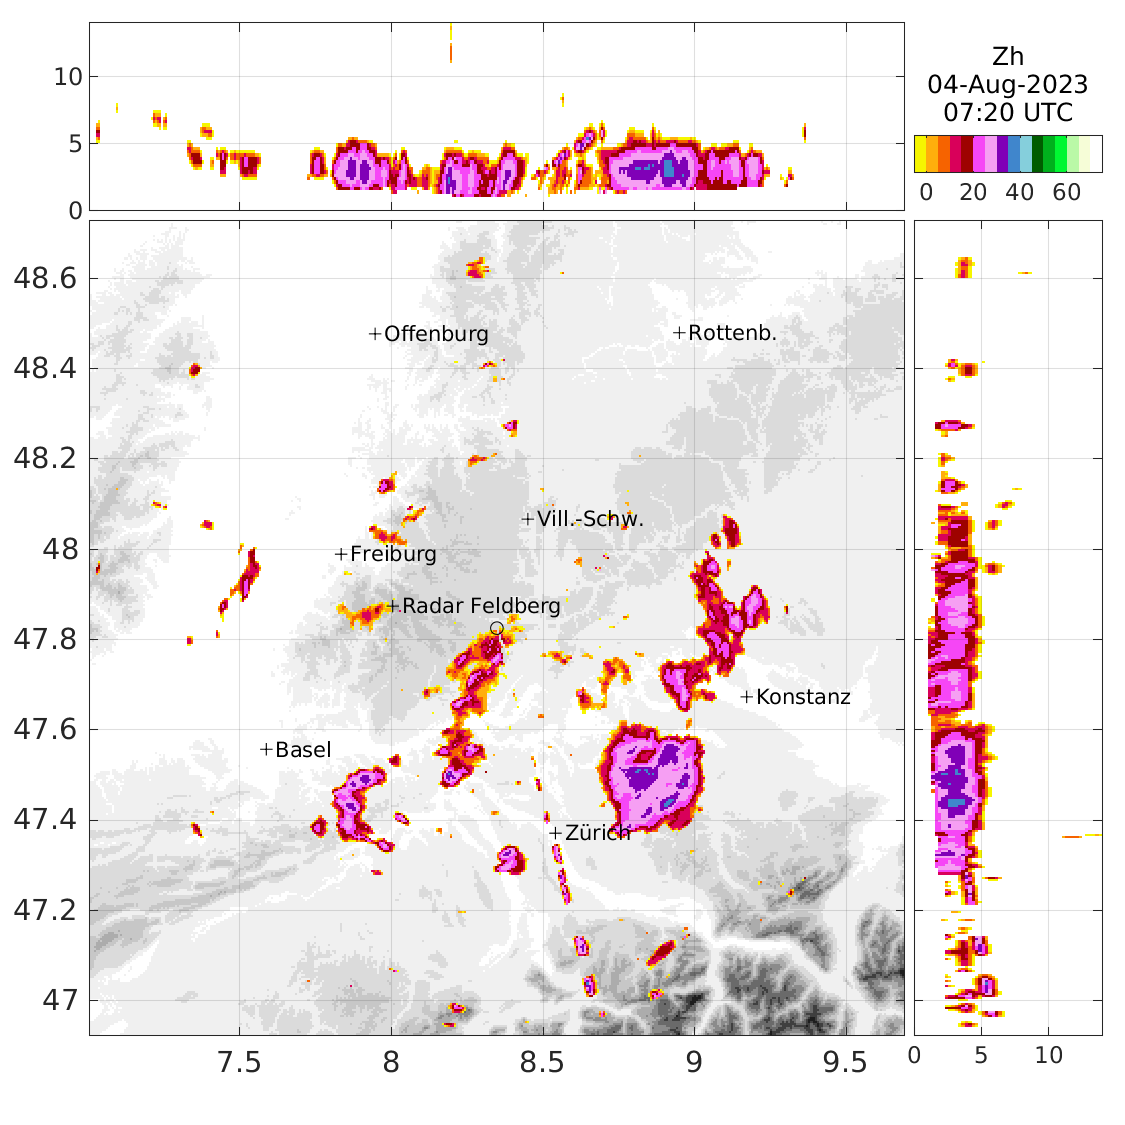 10
5
0
Zh
04-Aug-2023
07:20 UTC
0 20 40 60
48.6
48.4
48.2
48
47.8
47.6
47.4
47.2
47
+Offenburg
+Rottenb.
+Vill.-Schw.
+Freiburg
+Radar Feldberg
+Konstanz
+Basel
+Zürich
7.5 8 8.5 9 9.5
0 5 10